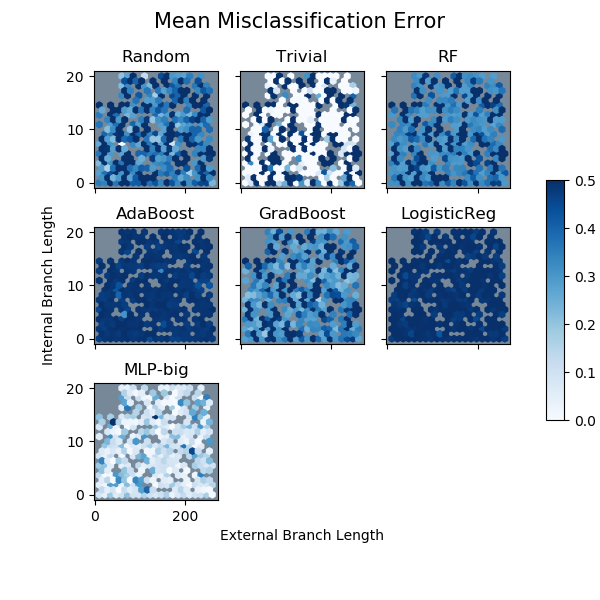 Mean Misclassification Error
Random
Trivial
RF
20
10
0
AdaBoost
GradBoost
LogisticReg
20
10
0
MLP-big
20
10
0
0
200
Internal Branch Length
External Branch Length
0.5
0.4
0.3
0.2
0.1
0.0